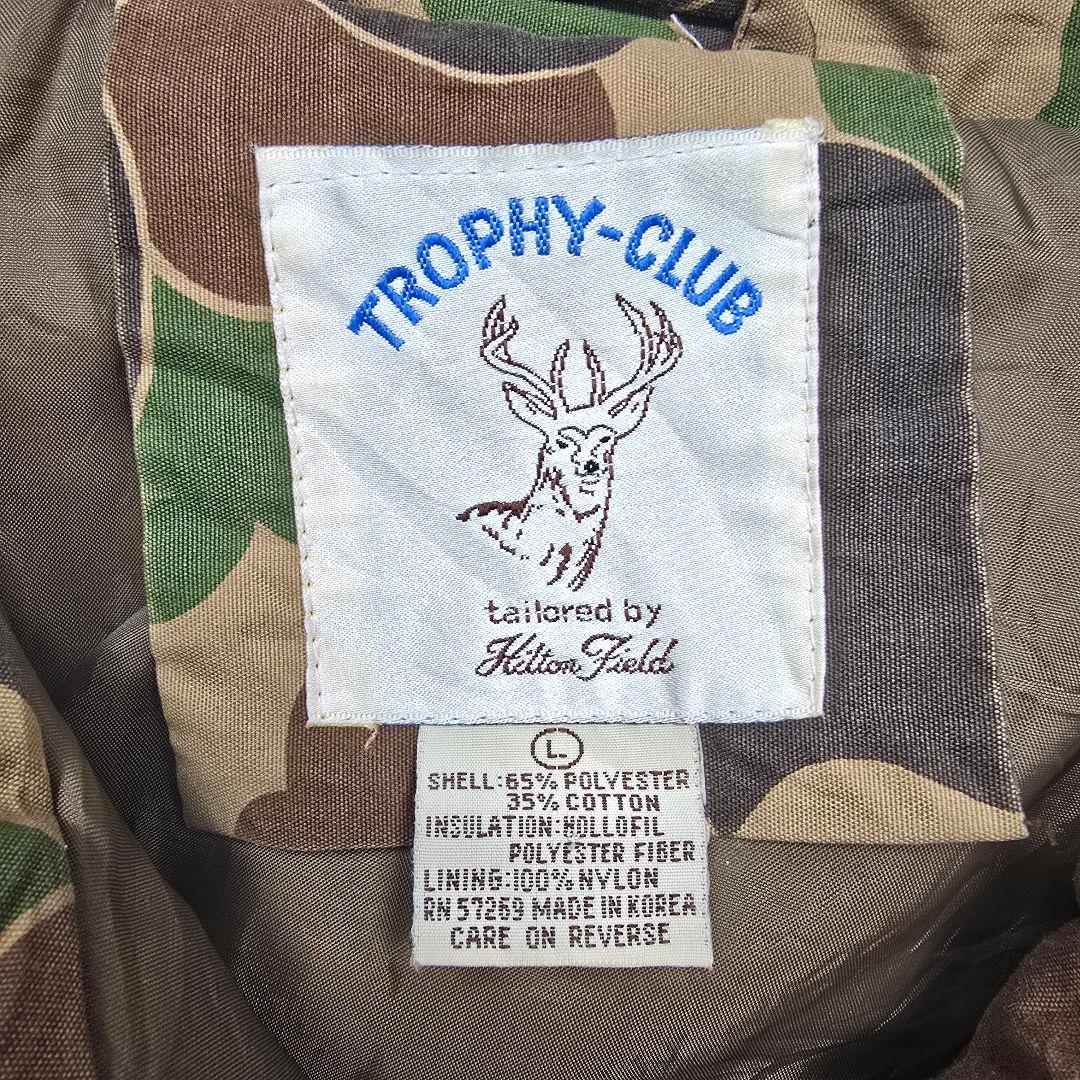 TROPHY-CLUB
tailored by
Hilton Field
L
SHELL:65% POLYESTER
35% COTTON
INSULATION:HOLLOFIL
POLYESTER FIBER
LINING:100% NYLON
RN 57269 MADE IN KOREA
CARE ON REVERSE